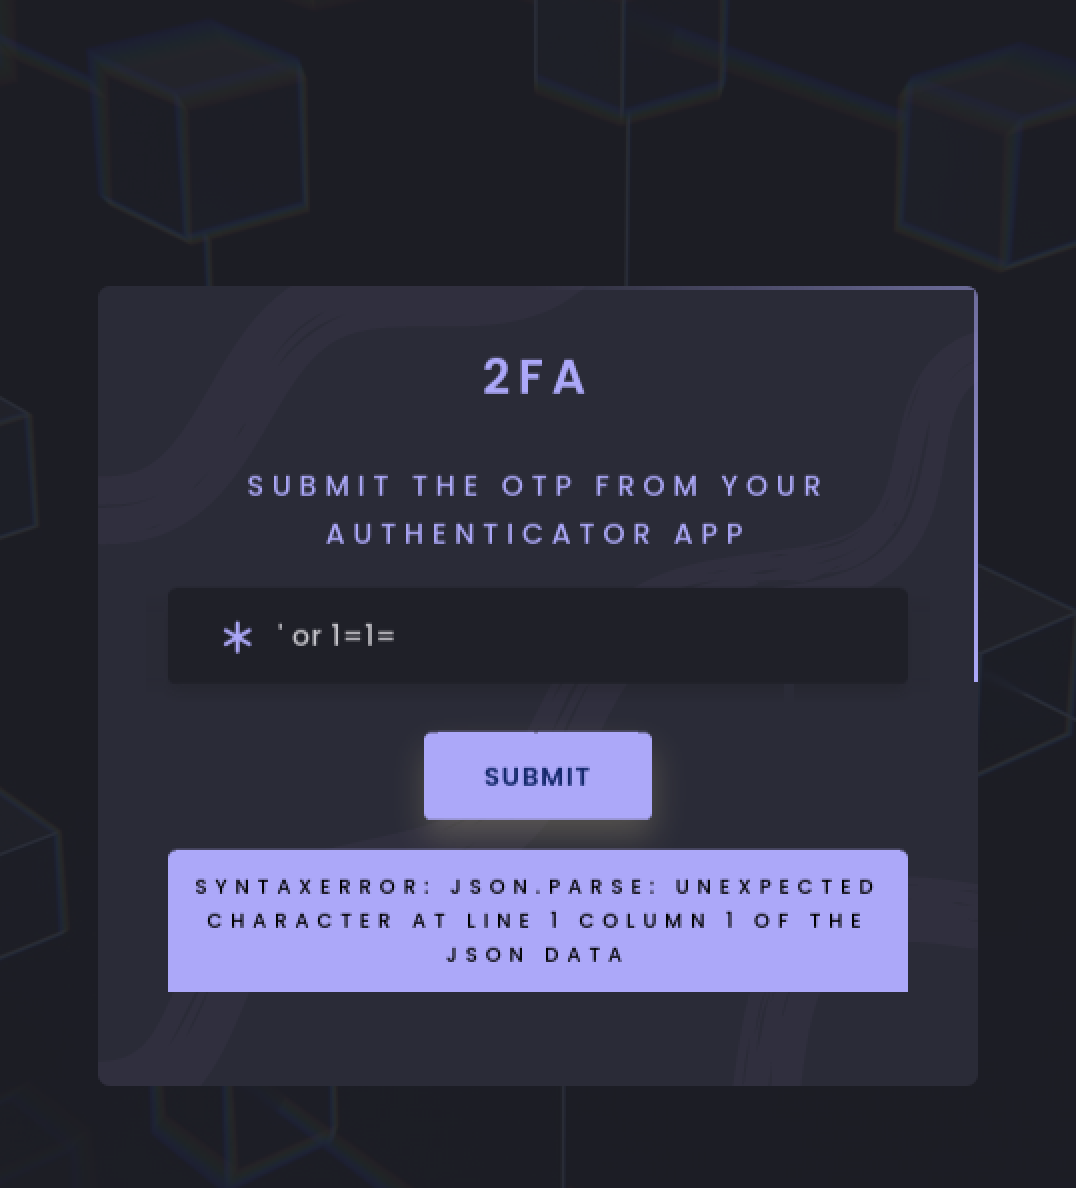 2FA
SUBMIT THE OTP FROM YOUR
AUTHENTICATOR APP
' or 1=1=
SUBMIT
SYNTAXERROR: JSON.PARSE: UNEXPECTED
CHARACTER AT LINE 1 COLUMN 1 OF THE
JSON DATA